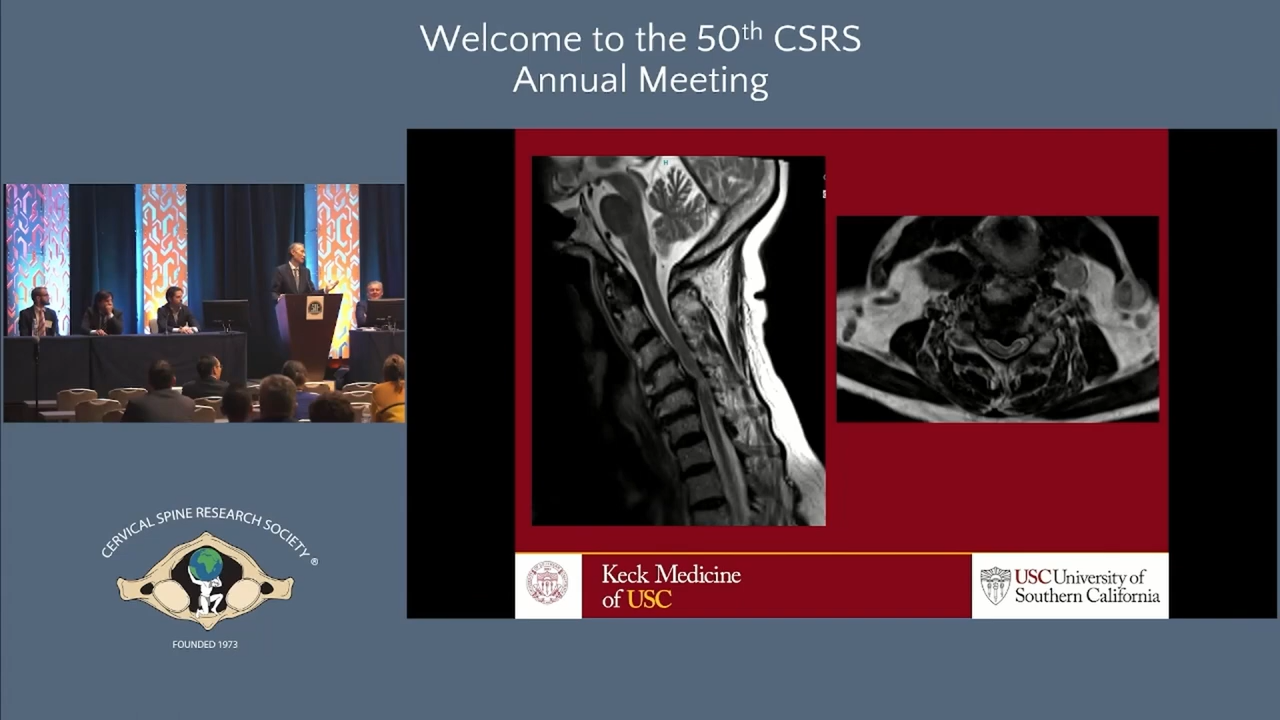 Welcome to the 50th CSRS
Annual Meeting
H
CERVICAL SPINE RESEARCH SOCIETY ®
FOUNDED 1973
Keck Medicine
of USC
USC University of
Southern California